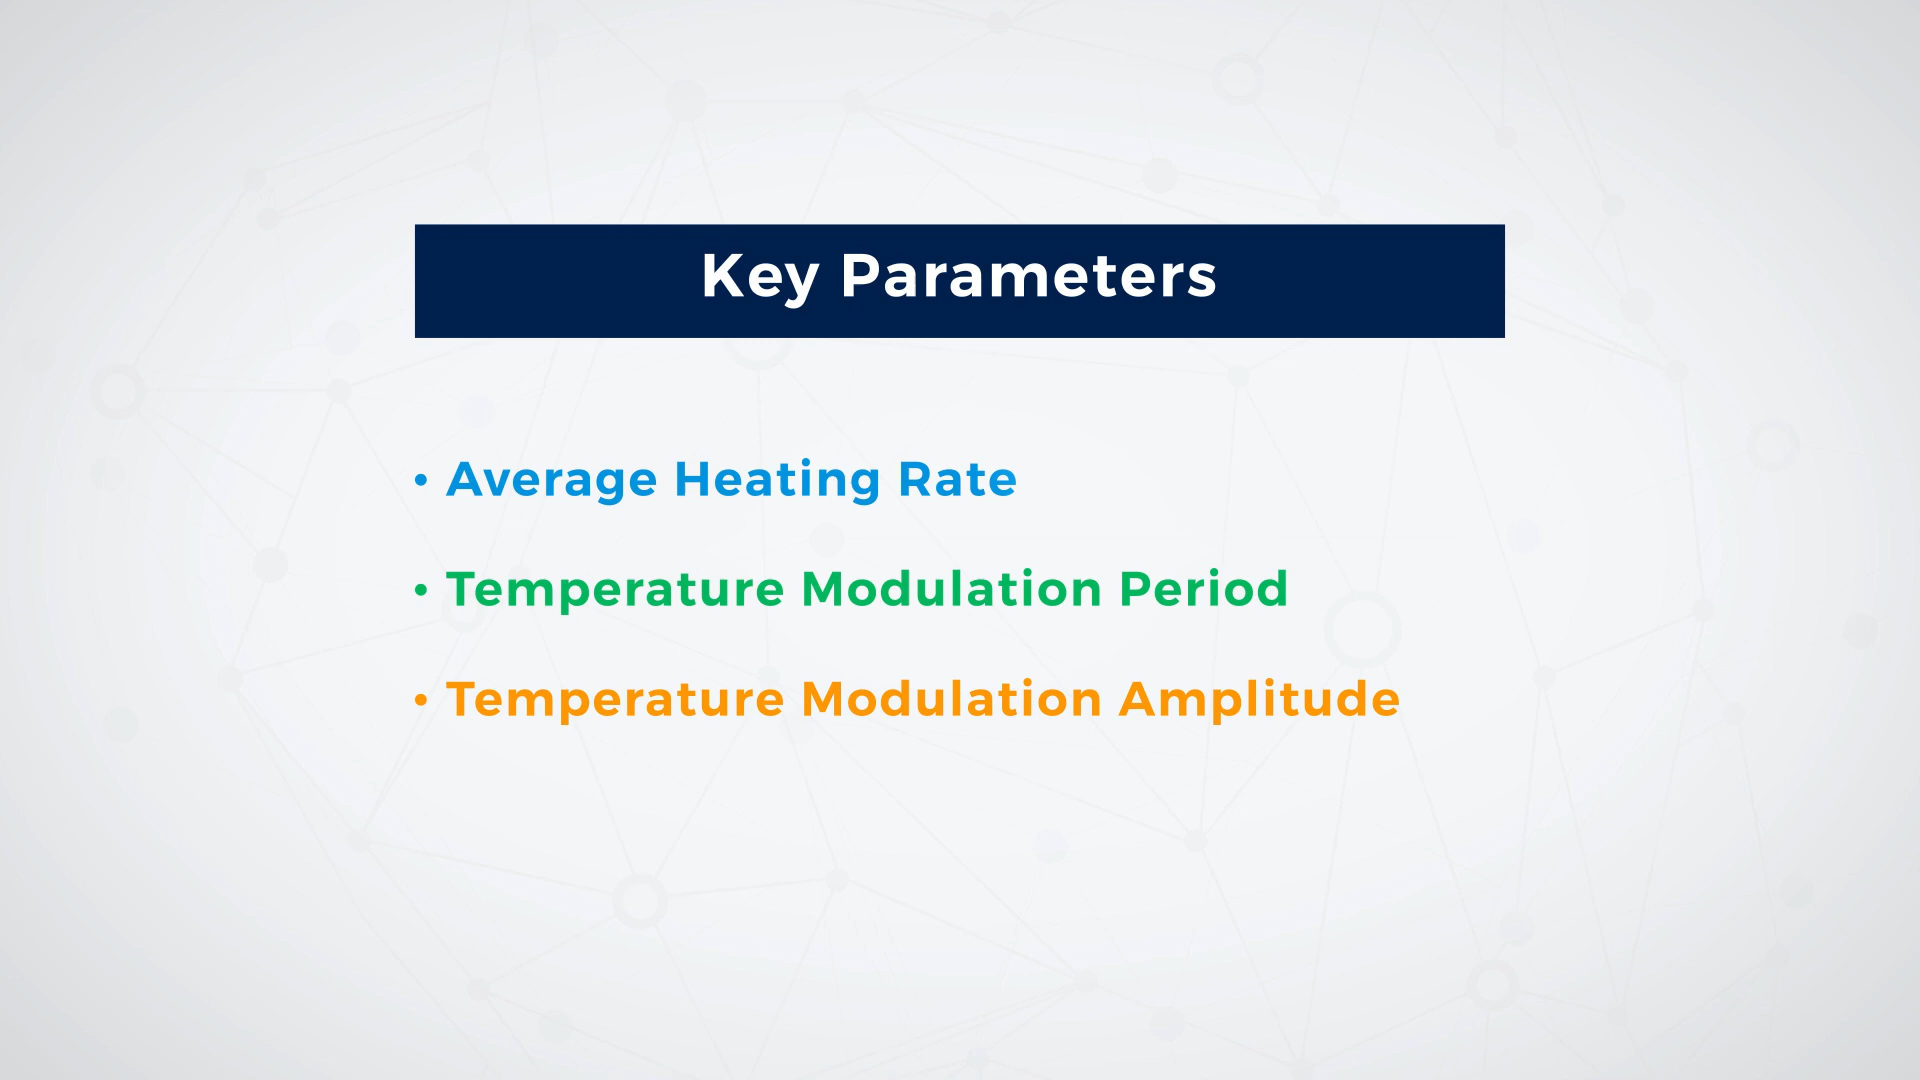 Key Parameters
• Average Heating Rate
• Temperature Modulation Period
• Temperature Modulation Amplitude